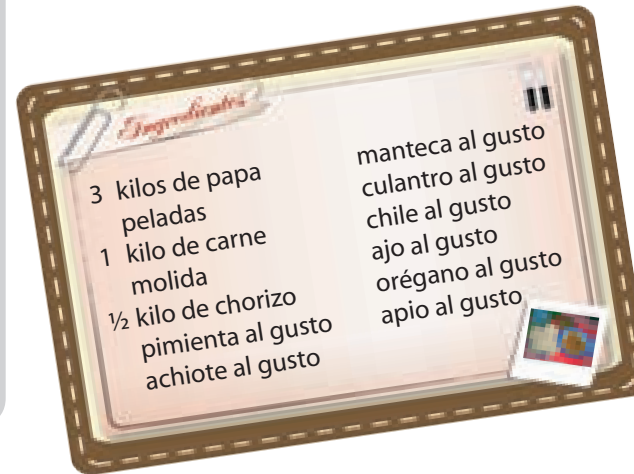 Ingredientes
3 kilos de papa
peladas
1 kilo de carne
molida
½ kilo de chorizo
pimienta al gusto
achiote al gusto
manteca al gusto
culantro al gusto
chile al gusto
ajo al gusto
orégano al gusto
apio al gusto